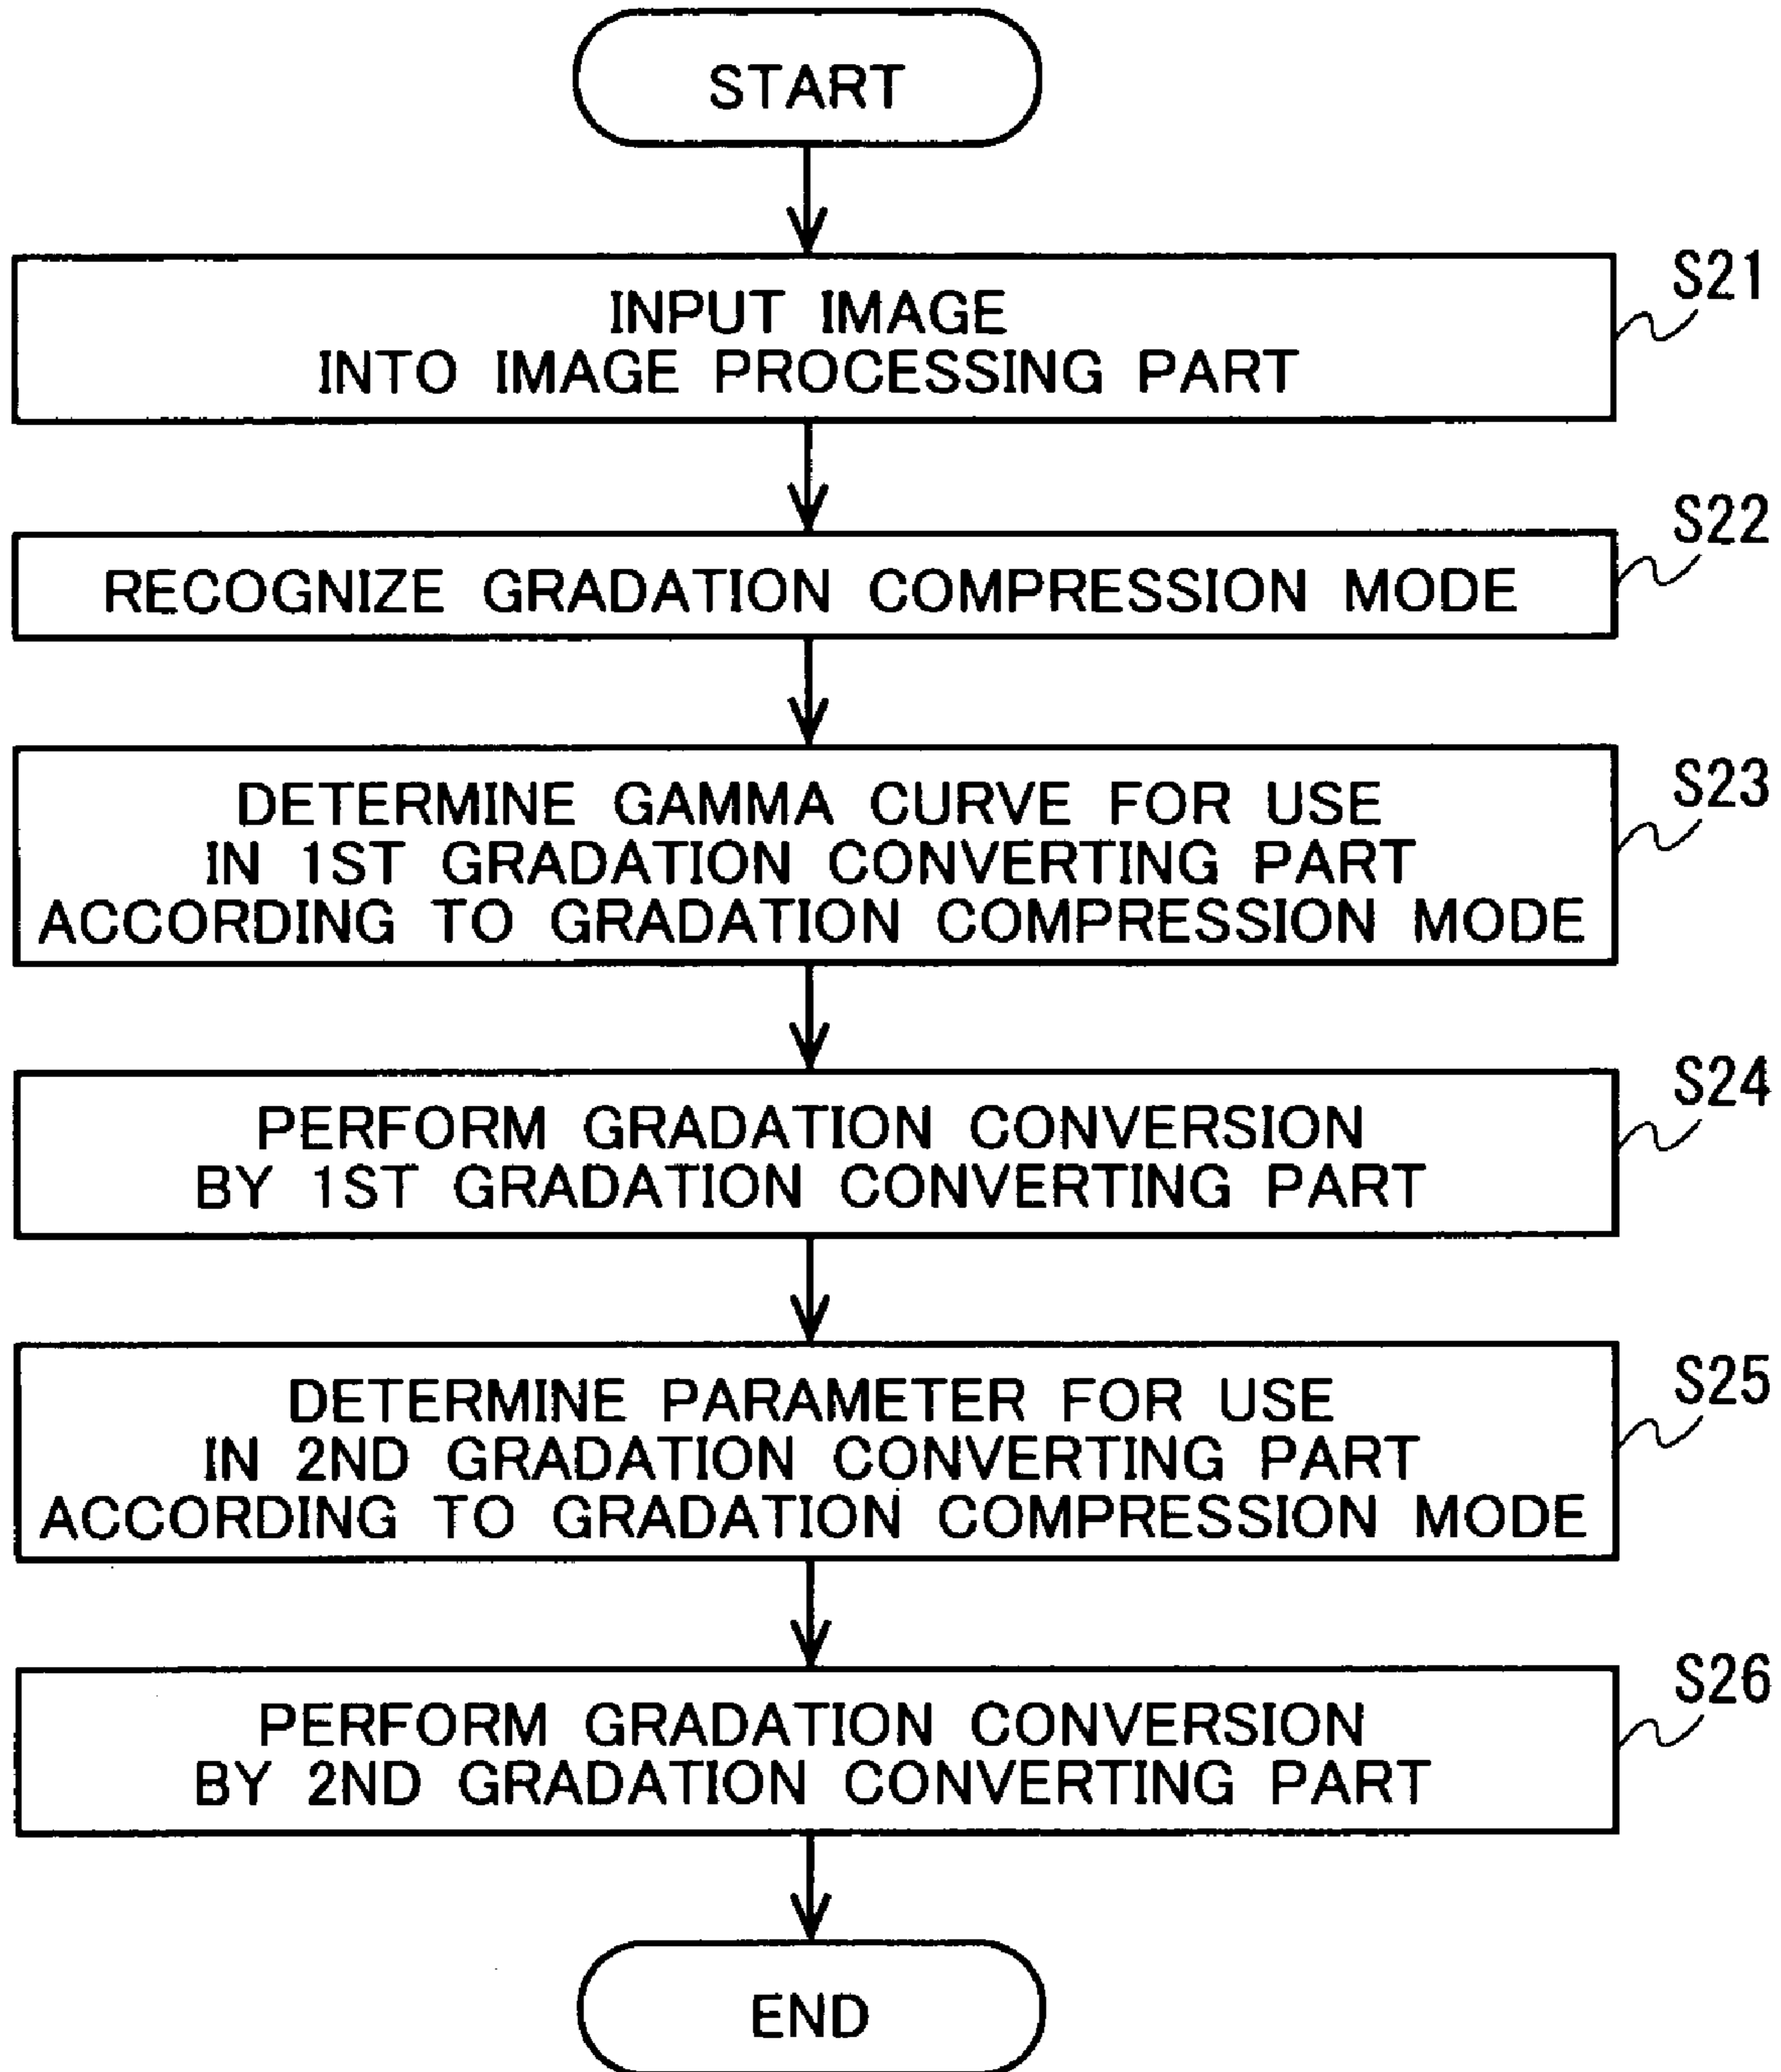 START
S21
INPUT IMAGE
INTO IMAGE PROCESSING PART
S22
RECOGNIZE GRADATION COMPRESSION MODE
S23
DETERMINE GAMMA CURVE FOR USE
IN 1ST GRADATION CONVERTING PART
ACCORDING TO GRADATION COMPRESSION MODE
S24
PERFORM GRADATION CONVERSION
BY 1ST GRADATION CONVERTING PART
S25
DETERMINE PARAMETER FOR USE
IN 2ND GRADATION CONVERTING PART
ACCORDING TO GRADATION COMPRESSION MODE
S26
PERFORM GRADATION CONVERSION
BY 2ND GRADATION CONVERTING PART
END